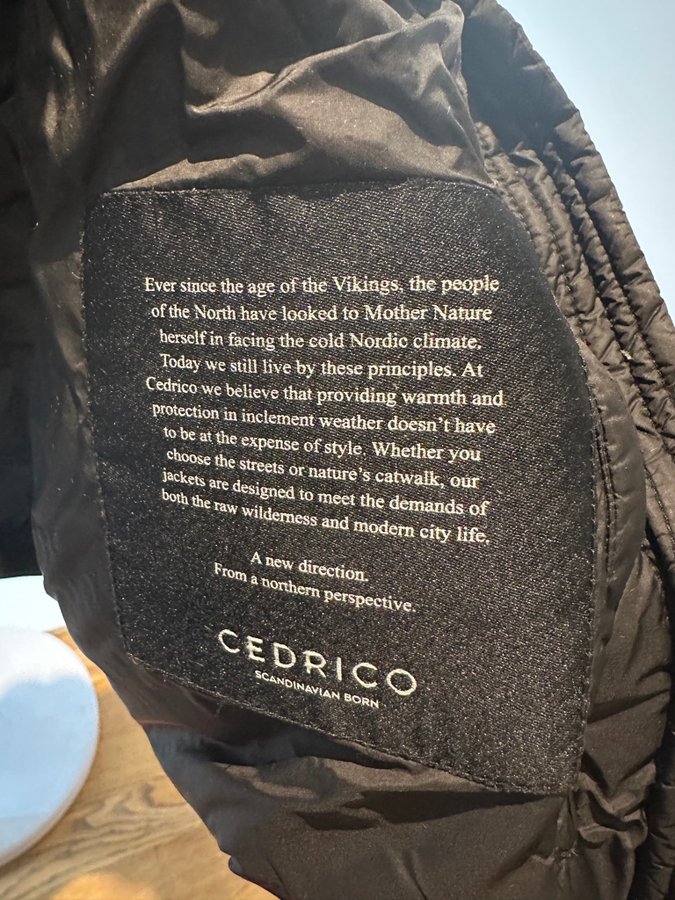 Ever since the age of the Vikings, the people
of the North have looked to Mother Nature
herself in facing the cold Nordic climate.
Today we still live by these principles. At
Cedrico we believe that providing warmth and
protection in inclement weather doesn't have
to be at the expense of style. Whether you
choose the streets or nature's catwalk, our
jackets are designed to meet the demands of
both the raw wilderness and modern city life.
A new direction.
From a northern perspective.
CEDRICO
SCANDINAVIAN BORN